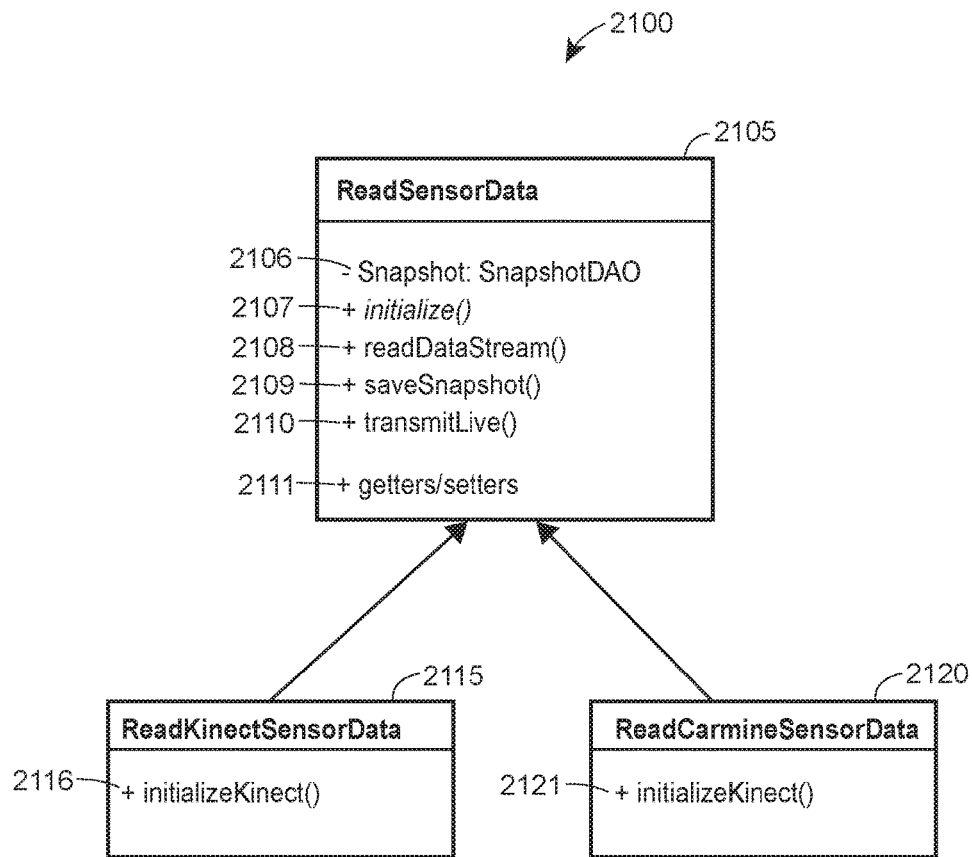 2100
2105
ReadSensorData
2106 - Snapshot: SnapshotDAO
2107 + initialize()
2108 + readDataStream()
2109 + saveSnapshot()
2110 + transmitLive()
2111 + getters/setters
2115
2120
ReadKinectSensorData
ReadCarmineSensorData
2116 + initializeKinect()
2121 + initializeKinect()